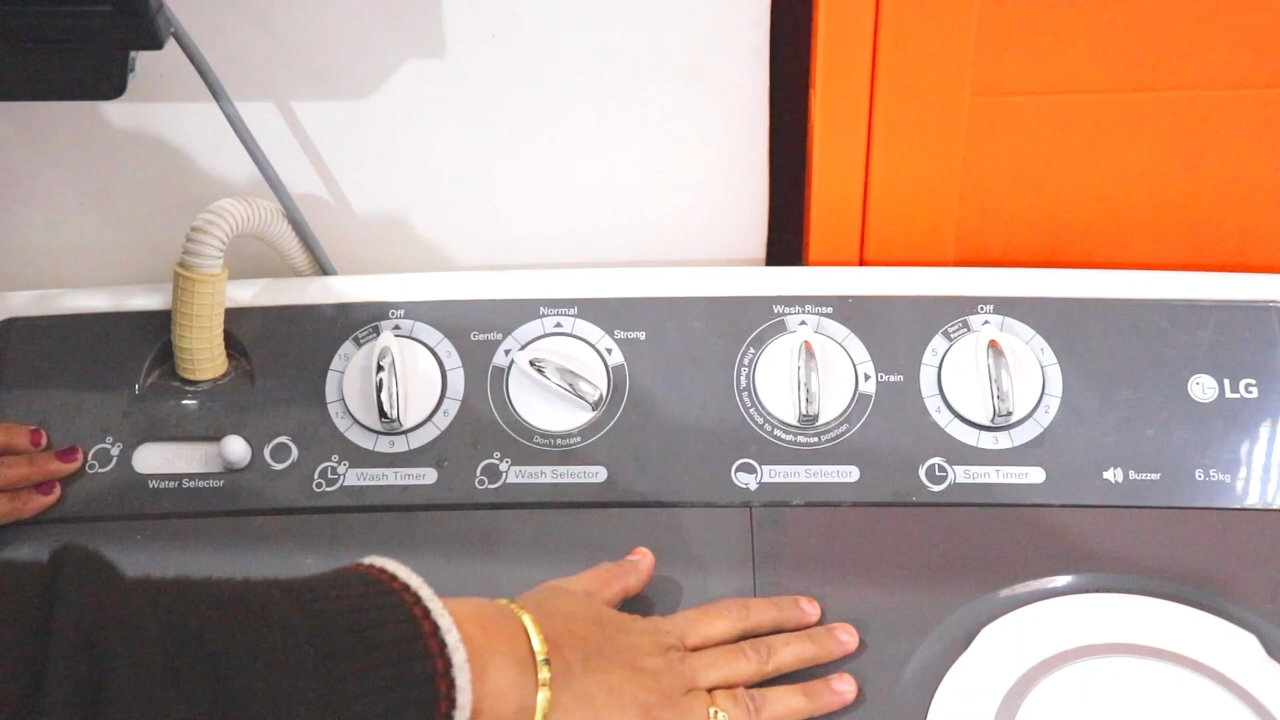 Off
Don't
Rotate
15
3
12
6
9
Wash Timer
Normal
Gentle
Strong
Don't Rotate
Wash Selector
Wash-Rinse
Drain
After Drain, turn knob to Wash-Rinse position
Drain Selector
Off
Don't
Rotate
5
1
4
2
3
Spin Timer
LG
Water Selector
Buzzer
6.5kg